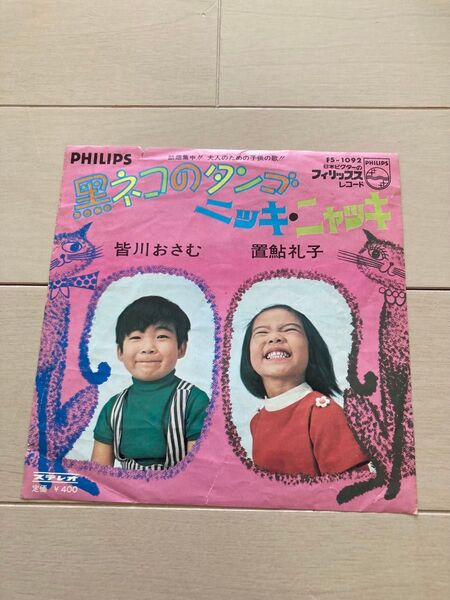 話題集中!! 大人のための子供の歌!!
PHILIPS
FS-1092
日本ビクターの
フィリップス
レコード
PHILIPS
黒ネコのタンゴ・
ニッキ・ニャッキ
皆川おさむ
置鮎礼子
ステレオ
定価 ¥400